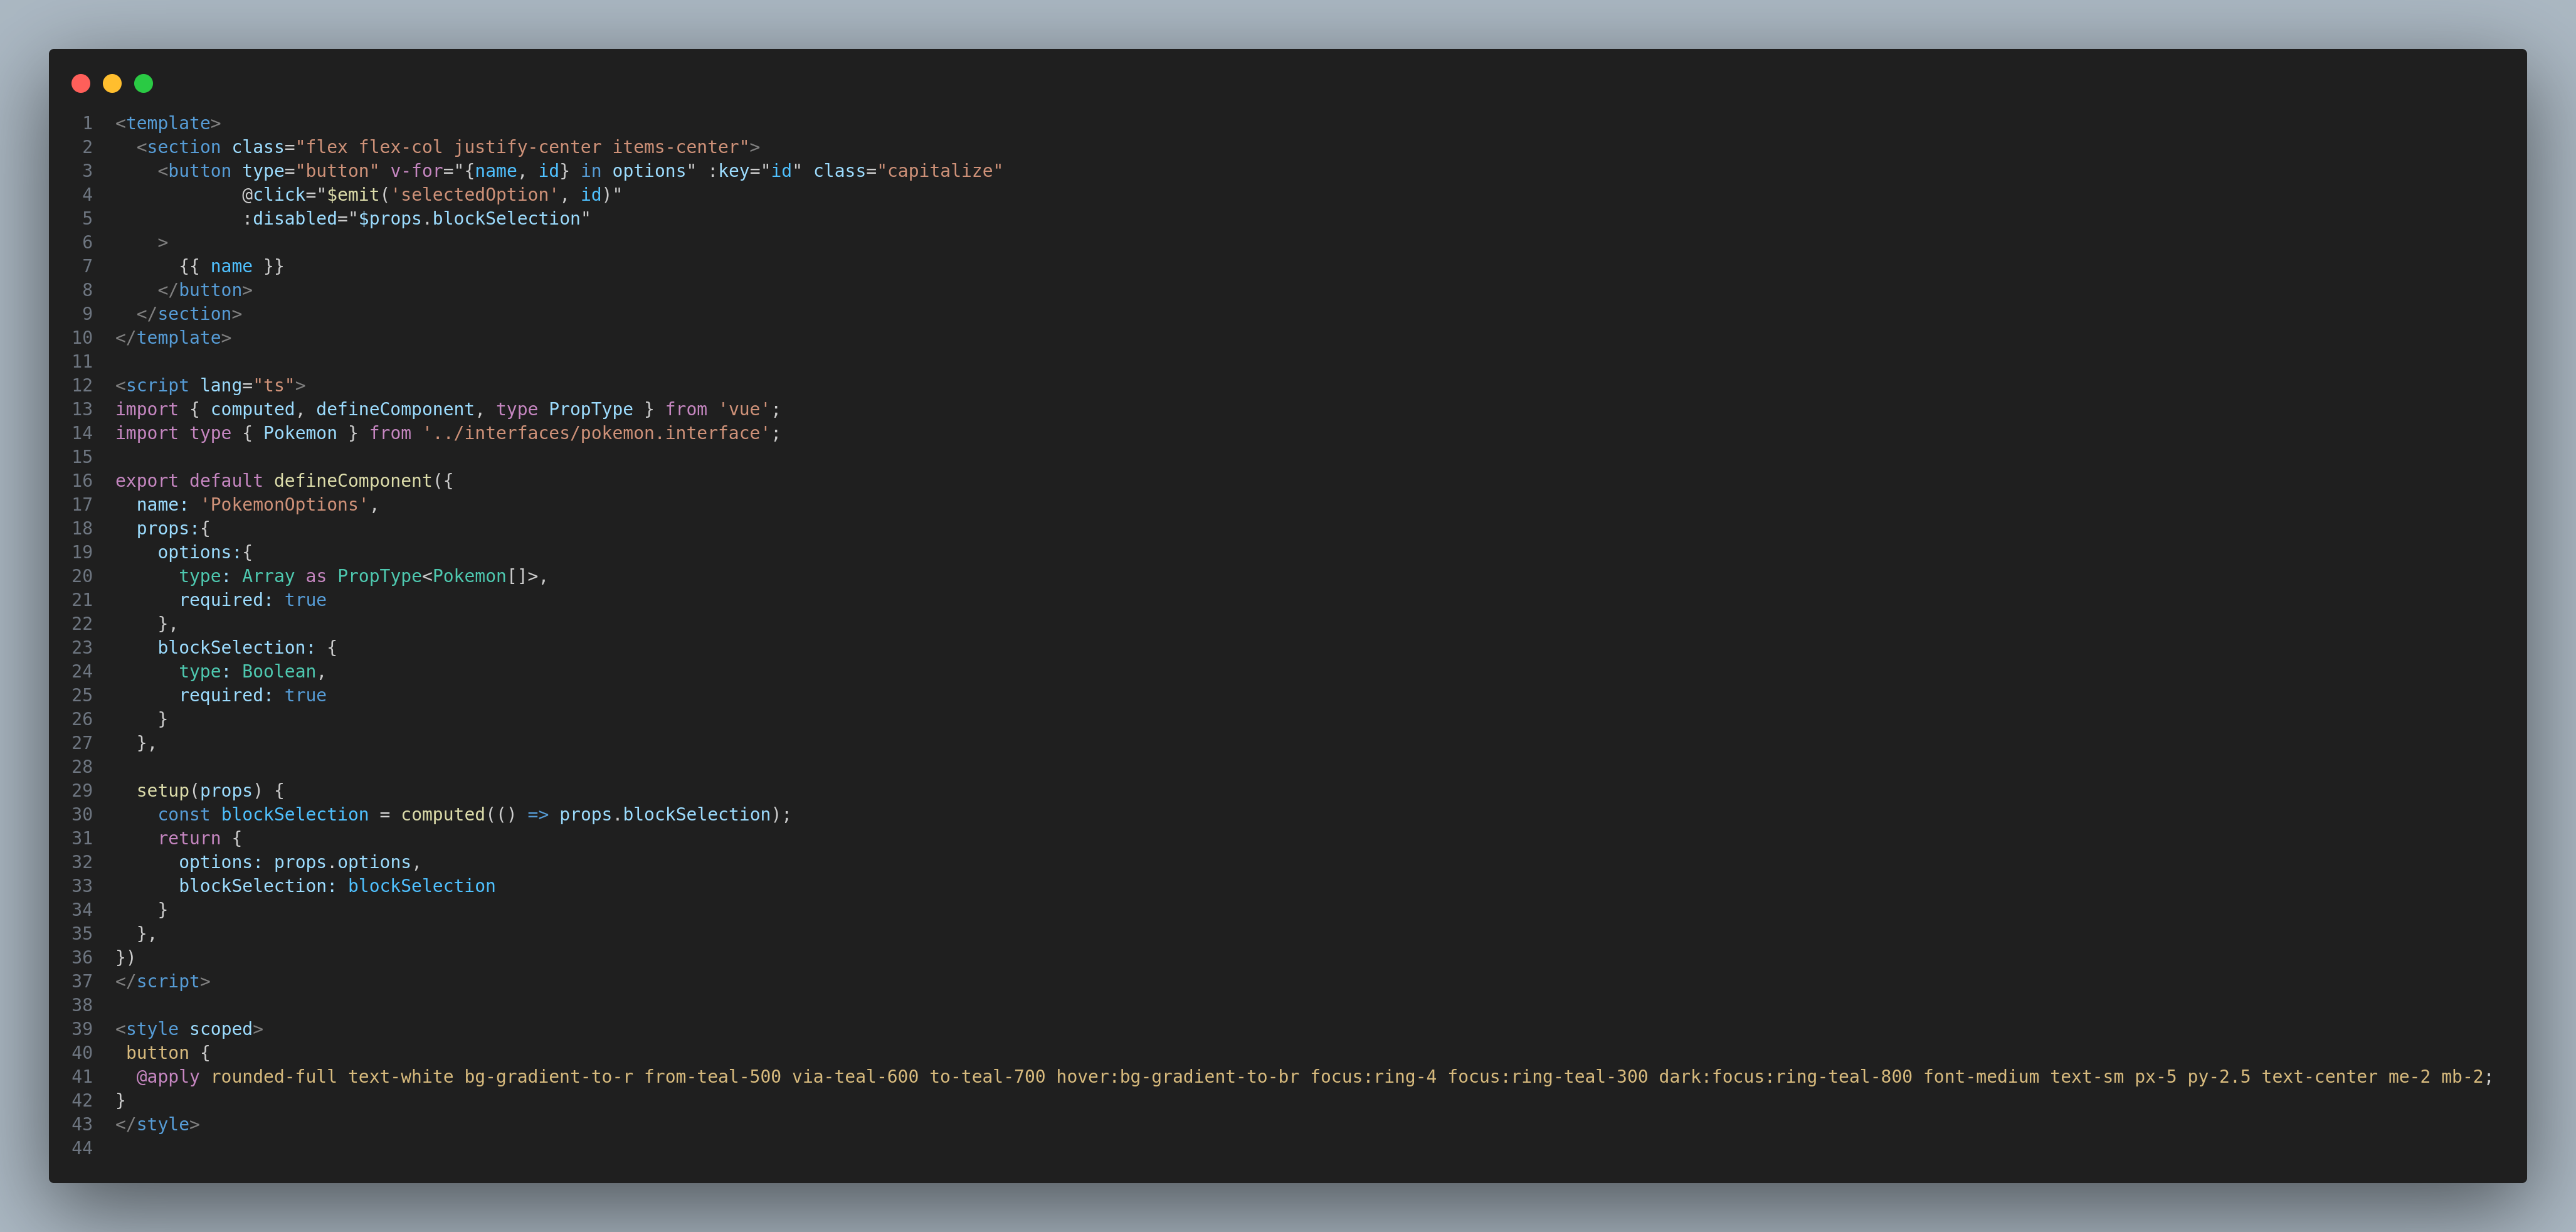 1 <template>
2   <section class="flex flex-col justify-center items-center">
3     <button type="button" v-for="{name, id} in options" :key="id" class="capitalize"
4             @click="$emit('selectedOption', id)"
5             :disabled="$props.blockSelection"
6     >
7       {{ name }}
8     </button>
9   </section>
10 </template>
11
12 <script lang="ts">
13 import { computed, defineComponent, type PropType } from 'vue';
14 import type { Pokemon } from '../interfaces/pokemon.interface';
15
16 export default defineComponent({
17   name: 'PokemonOptions',
18   props:{
19     options:{
20       type: Array as PropType<Pokemon[]>,
21       required: true
22     },
23     blockSelection: {
24       type: Boolean,
25       required: true
26     }
27   },
28
29   setup(props) {
30     const blockSelection = computed(() => props.blockSelection);
31     return {
32       options: props.options,
33       blockSelection: blockSelection
34     }
35   },
36 })
37 </script>
38
39 <style scoped>
40  button {
41   @apply rounded-full text-white bg-gradient-to-r from-teal-500 via-teal-600 to-teal-700 hover:bg-gradient-to-br focus:ring-4 focus:ring-teal-300 dark:focus:ring-teal-800 font-medium text-sm px-5 py-2.5 text-center me-2 mb-2;
42 }
43 </style>
44